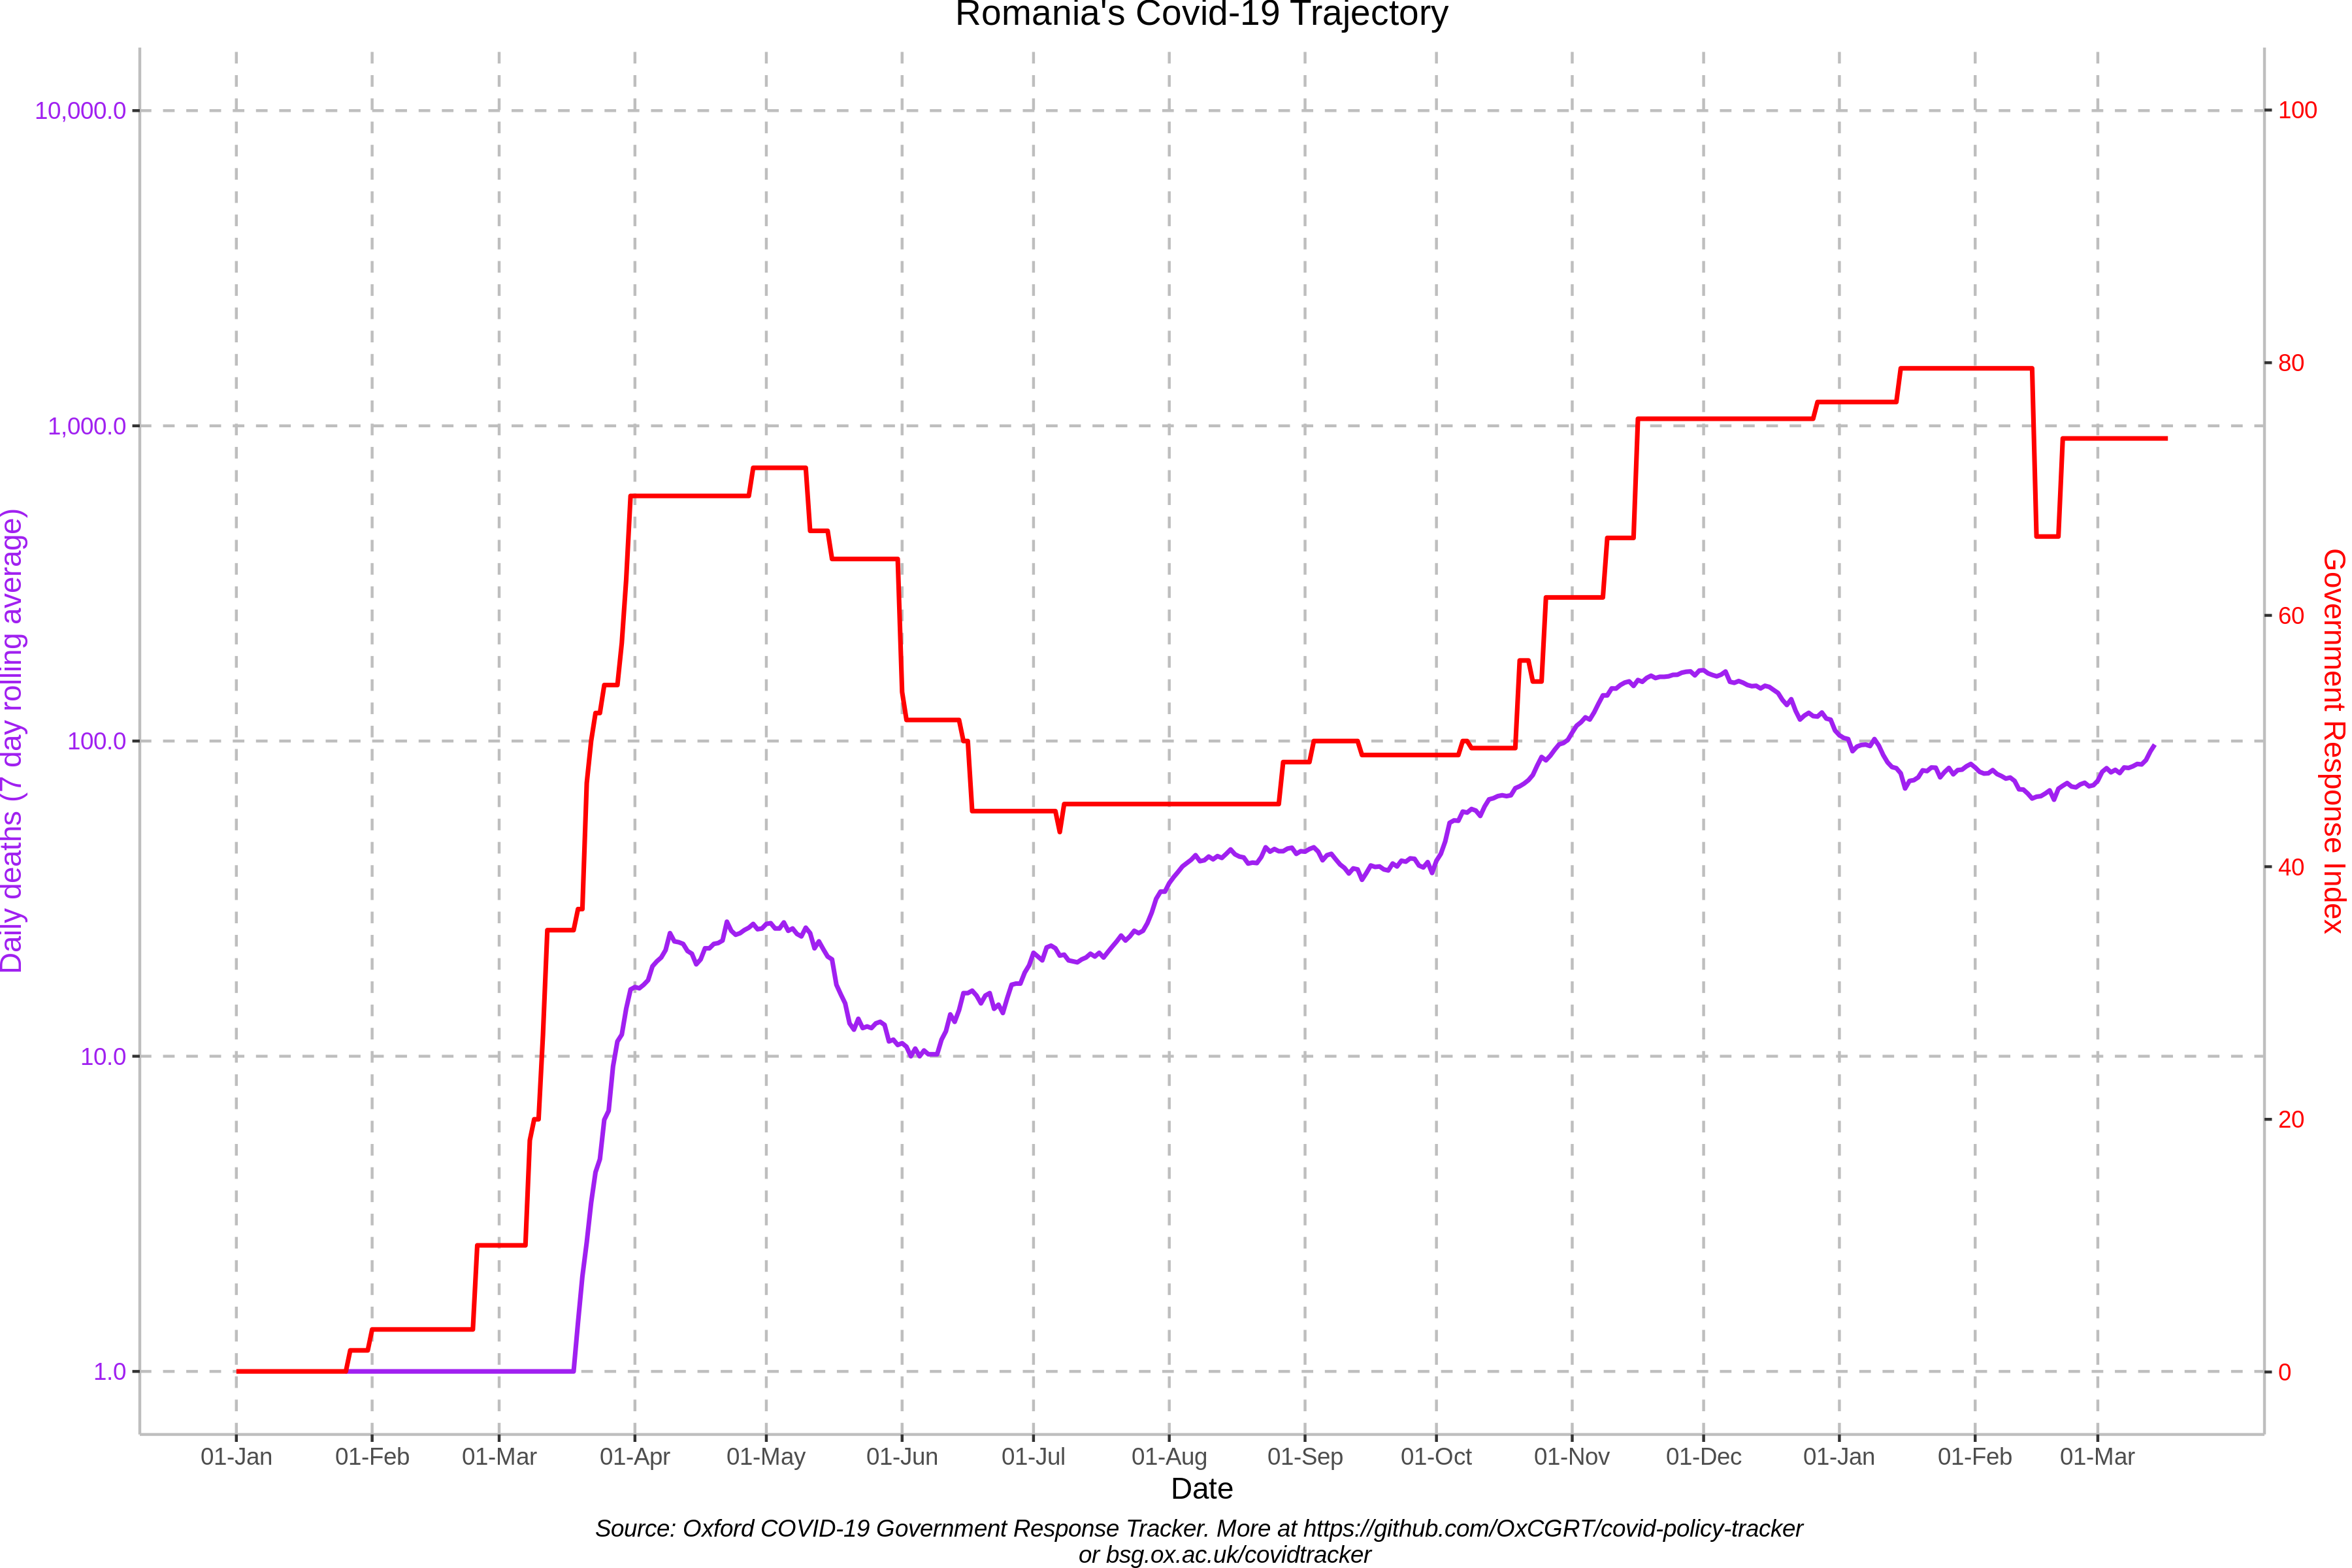 Romania's Covid-19 Trajectory
10,000.0
1,000.0
100.0
10.0
1.0
Daily deaths (7 day rolling average)
100
80
60
40
20
0
Government Response Index
01-Jan 01-Feb 01-Mar 01-Apr 01-May 01-Jun 01-Jul 01-Aug 01-Sep 01-Oct 01-Nov 01-Dec 01-Jan 01-Feb 01-Mar
Date
Source: Oxford COVID-19 Government Response Tracker. More at https://github.com/OxCGRT/covid-policy-tracker
or bsg.ox.ac.uk/covidtracker